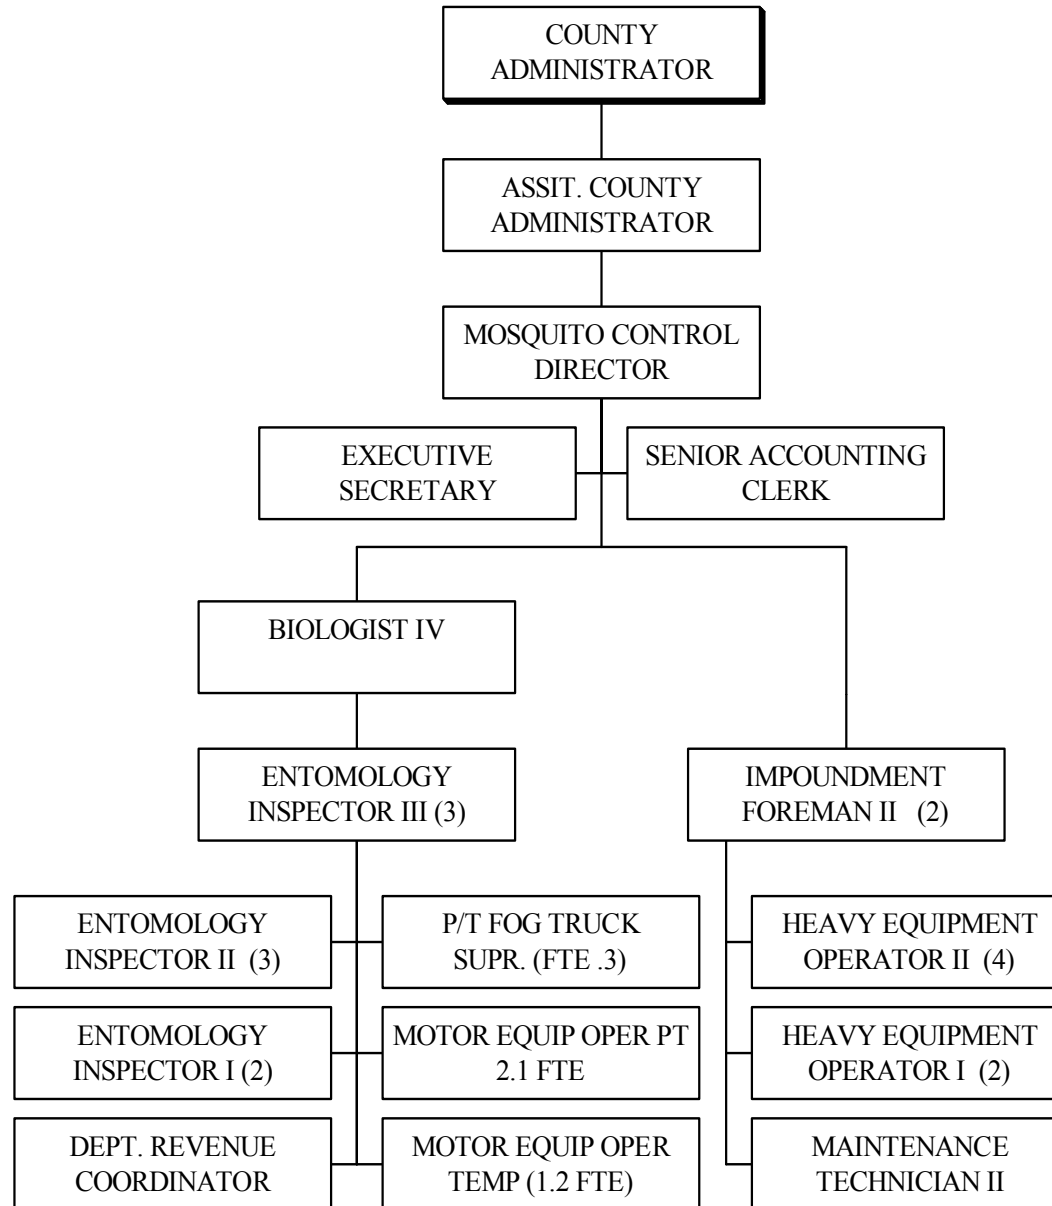 COUNTY
ADMINISTRATOR
ASSIT. COUNTY
ADMINISTRATOR
MOSQUITO CONTROL
DIRECTOR
EXECUTIVE
SECRETARY
SENIOR ACCOUNTING
CLERK
BIOLOGIST IV
ENTOMOLOGY
INSPECTOR III (3)
IMPOUNDMENT
FOREMAN II (2)
ENTOMOLOGY
INSPECTOR II (3)
P/T FOG TRUCK
SUPR. (FTE .3)
HEAVY EQUIPMENT
OPERATOR II (4)
ENTOMOLOGY
INSPECTOR I (2)
MOTOR EQUIP OPER PT
2.1 FTE
HEAVY EQUIPMENT
OPERATOR I (2)
DEPT. REVENUE
COORDINATOR
MOTOR EQUIP OPER
TEMP (1.2 FTE)
MAINTENANCE
TECHNICIAN II